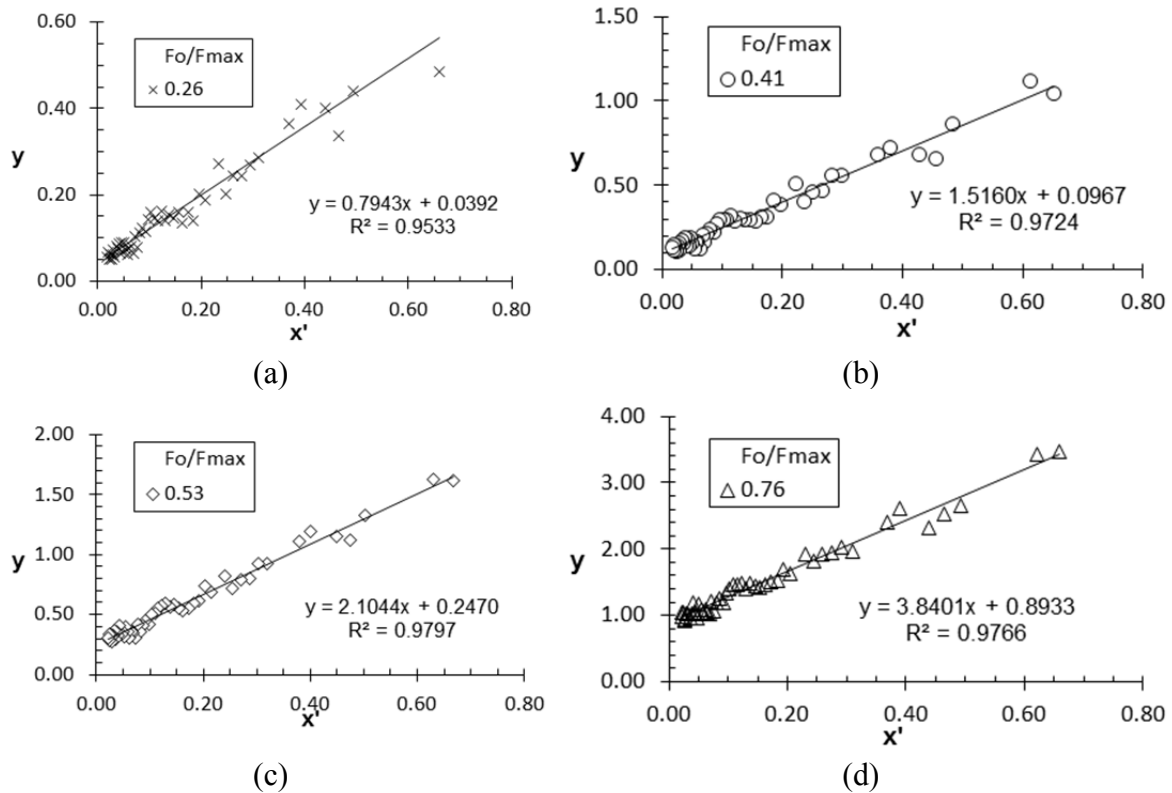 0.60
0.40
0.20
0.00
y
Fo/Fmax
0.26
y = 0.7943x + 0.0392
R² = 0.9533
0.00 0.20 0.40 0.60 0.80
x'
(a)
1.50
1.00
0.50
0.00
y
Fo/Fmax
0.41
y = 1.5160x + 0.0967
R² = 0.9724
0.00 0.20 0.40 0.60 0.80
x'
(b)
2.00
1.50
1.00
0.50
0.00
y
Fo/Fmax
0.53
y = 2.1044x + 0.2470
R² = 0.9797
0.00 0.20 0.40 0.60 0.80
x'
(c)
4.00
3.00
2.00
1.00
0.00
y
Fo/Fmax
0.76
y = 3.8401x + 0.8933
R² = 0.9766
0.00 0.20 0.40 0.60 0.80
x'
(d)